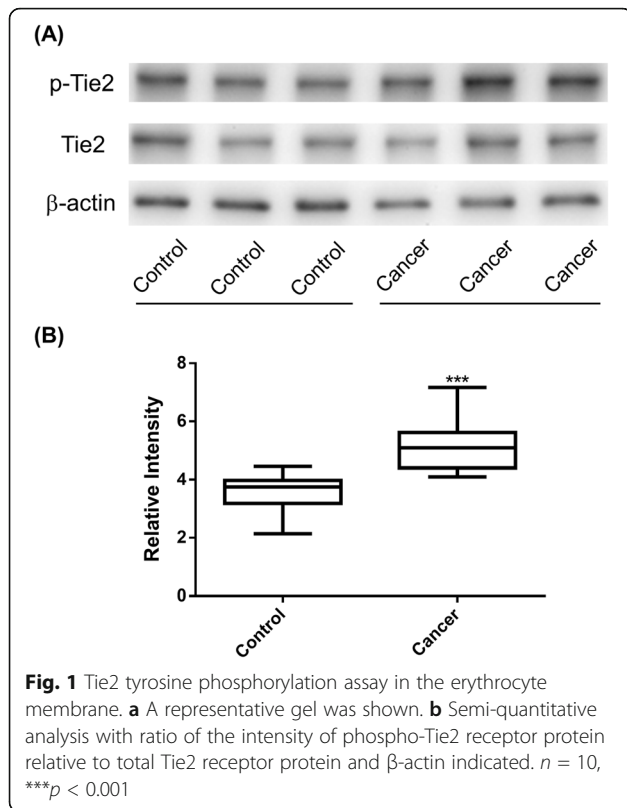 (A)
p-Tie2
Tie2
β-actin
Control Control Control Cancer Cancer Cancer
(B)
Relative Intensity
8
6
4
2
0
***
Control Cancer
Fig. 1 Tie2 tyrosine phosphorylation assay in the erythrocyte
membrane. a A representative gel was shown. b Semi-quantitative
analysis with ratio of the intensity of phospho-Tie2 receptor protein
relative to total Tie2 receptor protein and β-actin indicated. n = 10,
***p < 0.001